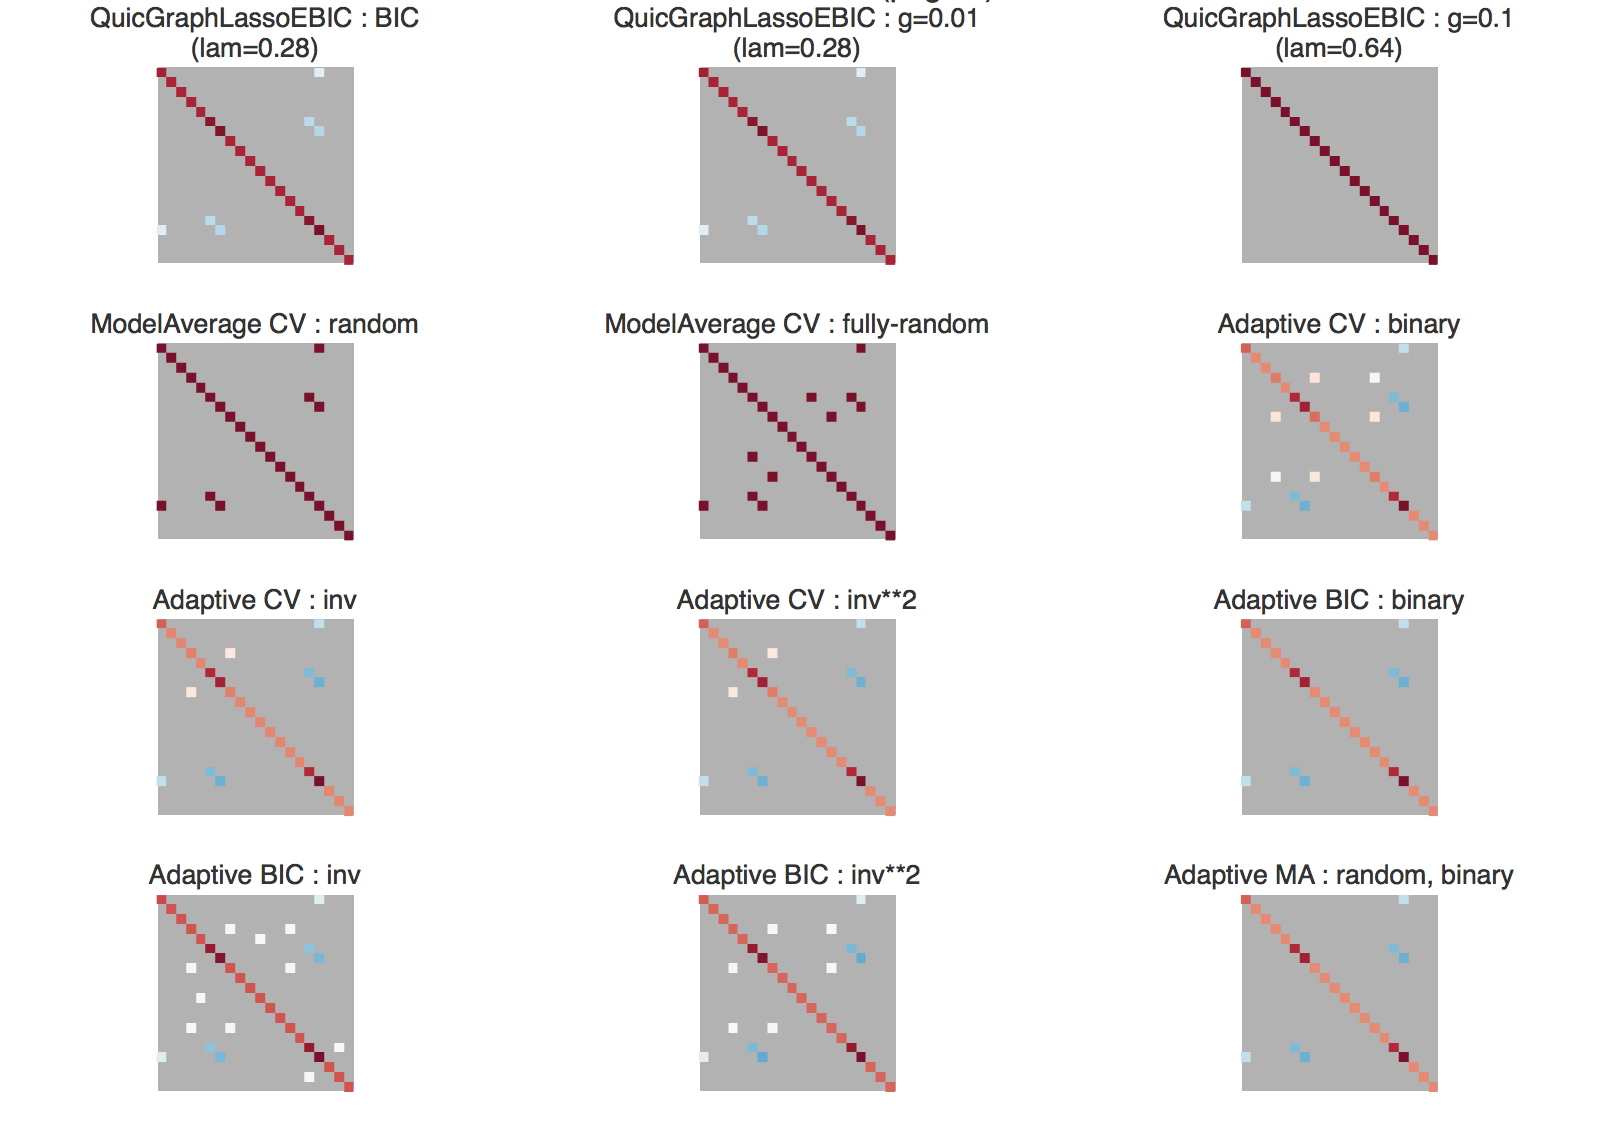 QuicGraphLassoEBIC : BIC
(lam=0.28)
QuicGraphLassoEBIC : g=0.01
(lam=0.28)
QuicGraphLassoEBIC : g=0.1
(lam=0.64)
ModelAverage CV : random
ModelAverage CV : fully-random
Adaptive CV : binary
Adaptive CV : inv
Adaptive CV : inv**2
Adaptive BIC : binary
Adaptive BIC : inv
Adaptive BIC : inv**2
Adaptive MA : random, binary